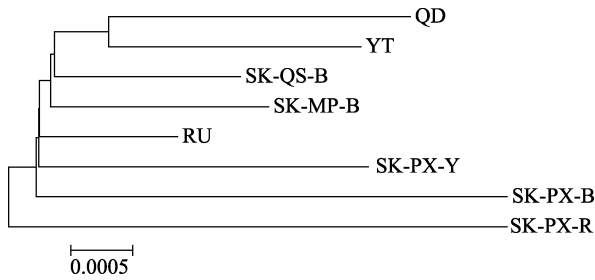 QD
YT
SK-QS-B
SK-MP-B
RU
SK-PX-Y
SK-PX-B
SK-PX-R
0.0005